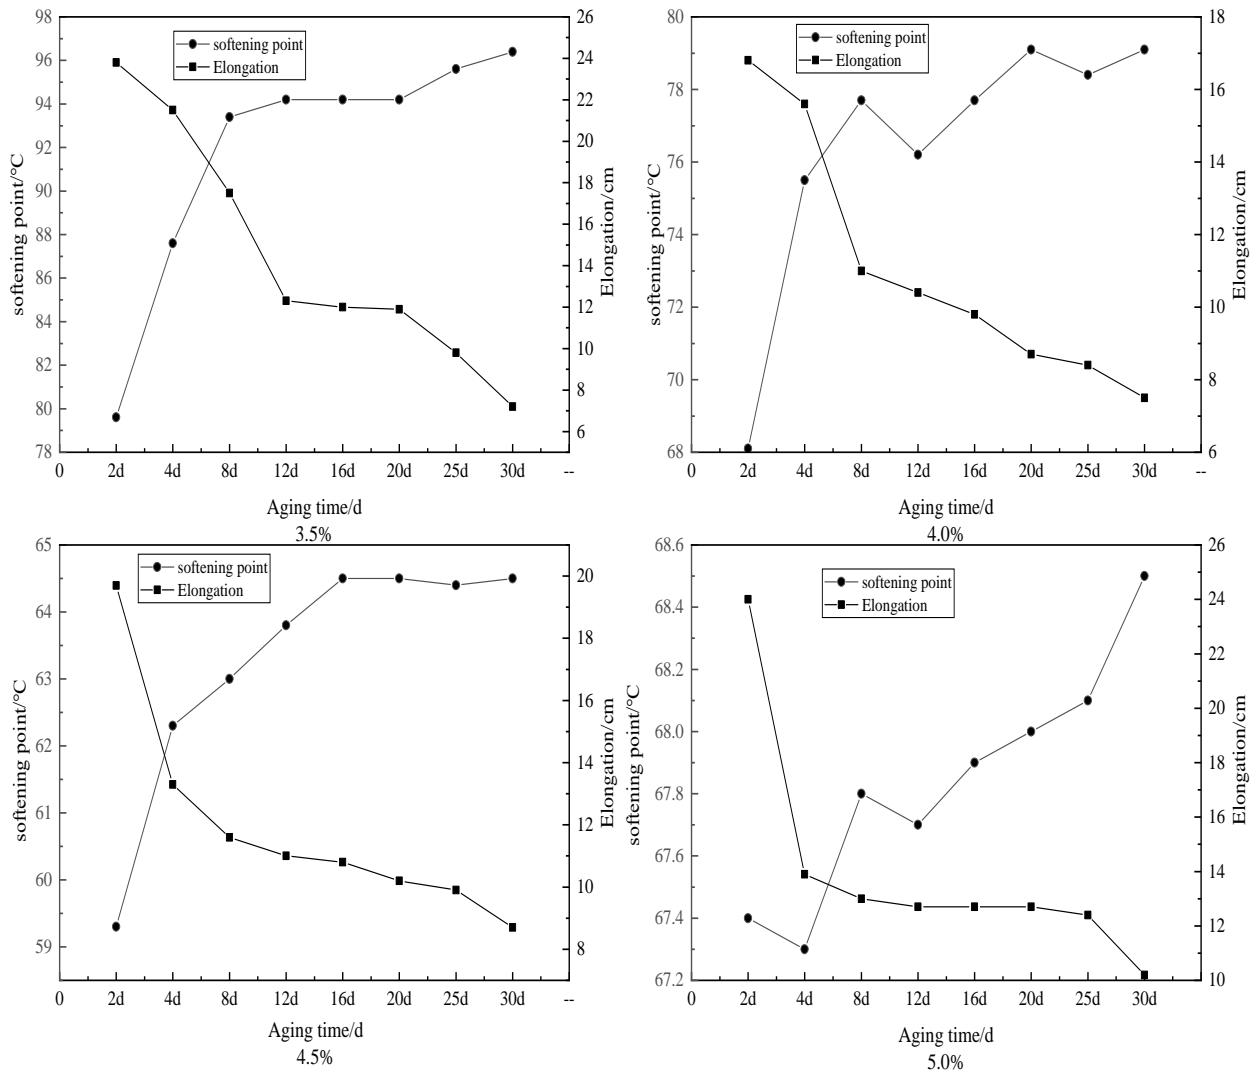 98
96
94
92
90
88
86
84
82
80
78
softening point/°C
softening point
Elongation
26
24
22
20
18
16
14
12
10
8
6
Elongation/cm
0 2d 4d 8d 12d 16d 20d 25d 30d --
Aging time/d
3.5%
80
78
76
74
72
70
68
softening point/°C
softening point
Elongation
18
16
14
12
10
8
6
Elongation/cm
0 2d 4d 8d 12d 16d 20d 25d 30d --
Aging time/d
4.0%
65
64
63
62
61
60
59
softening point/°C
softening point
Elongation
20
18
16
14
12
10
8
Elongation/cm
0 2d 4d 8d 12d 16d 20d 25d 30d --
Aging time/d
4.5%
68.6
68.4
68.2
68.0
67.8
67.6
67.4
67.2
softening point/°C
softening point
Elongation
26
24
22
20
18
16
14
12
10
Elongation/cm
0 2d 4d 8d 12d 16d 20d 25d 30d --
Aging time/d
5.0%